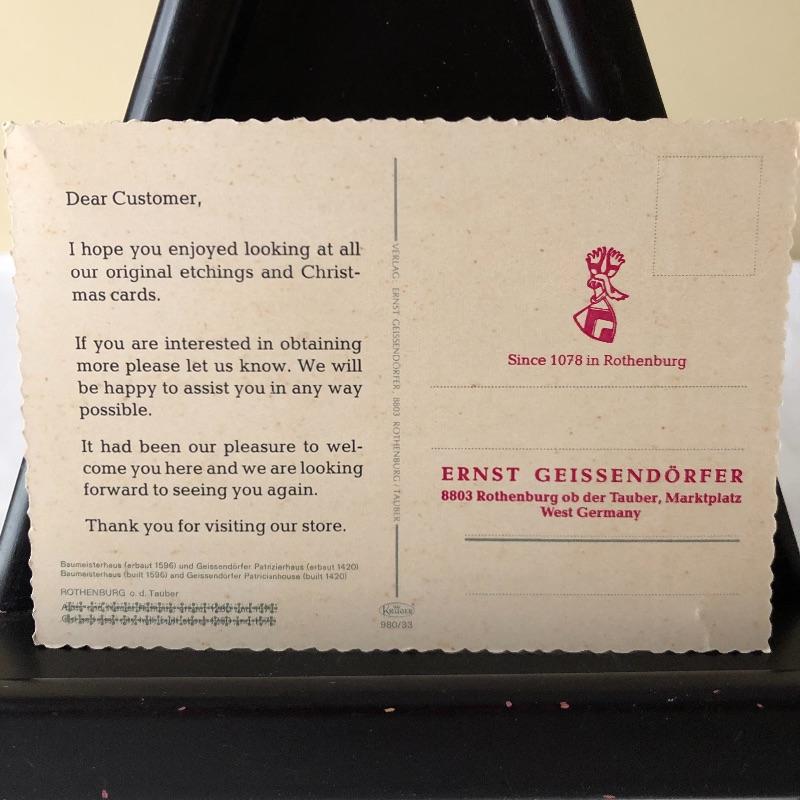 Dear Customer,
I hope you enjoyed looking at all
our original etchings and Christ-
mas cards.
If you are interested in obtaining
more please let us know. We will
be happy to assist you in any way
possible.
It had been our pleasure to wel-
come you here and we are looking
forward to seeing you again.
Thank you for visiting our store.
Baumeisterhaus (erbaut 1596) und Geissendörfer Patrizierhaus (erbaut 1420)
Baumeisterhaus (built 1596) and Geissendörfer Patricianhouse (built 1420)
ROTHENBURG o. d. Tauber
VERLAG: ERNST GEISSENDÖRFER 8803 ROTHENBURG / TAUBER
KRÜGER
980/33
Since 1078 in Rothenburg
ERNST GEISSENDÖRFER
8803 Rothenburg ob der Tauber, Marktplatz
West Germany